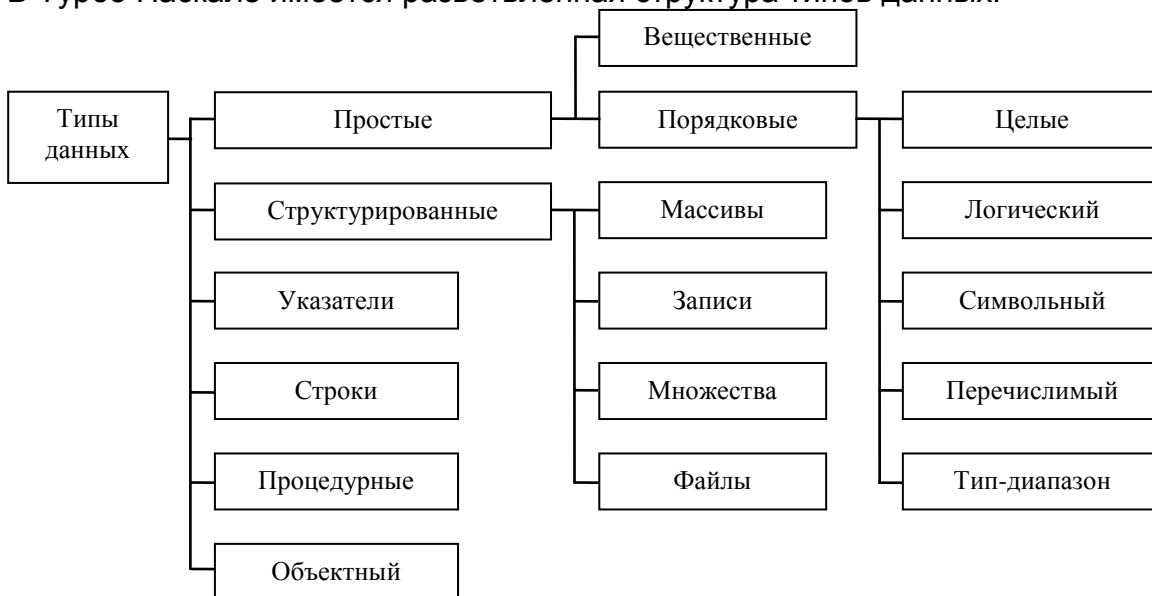 В Турбо Паскале имеется разветвленная структура типов данных.
Вещественные
Типы
данных
Простые
Порядковые
Целые
Структурированные
Массивы
Логический
Указатели
Записи
Символьный
Строки
Множества
Перечислимый
Процедурные
Файлы
Тип-диапазон
Объектный